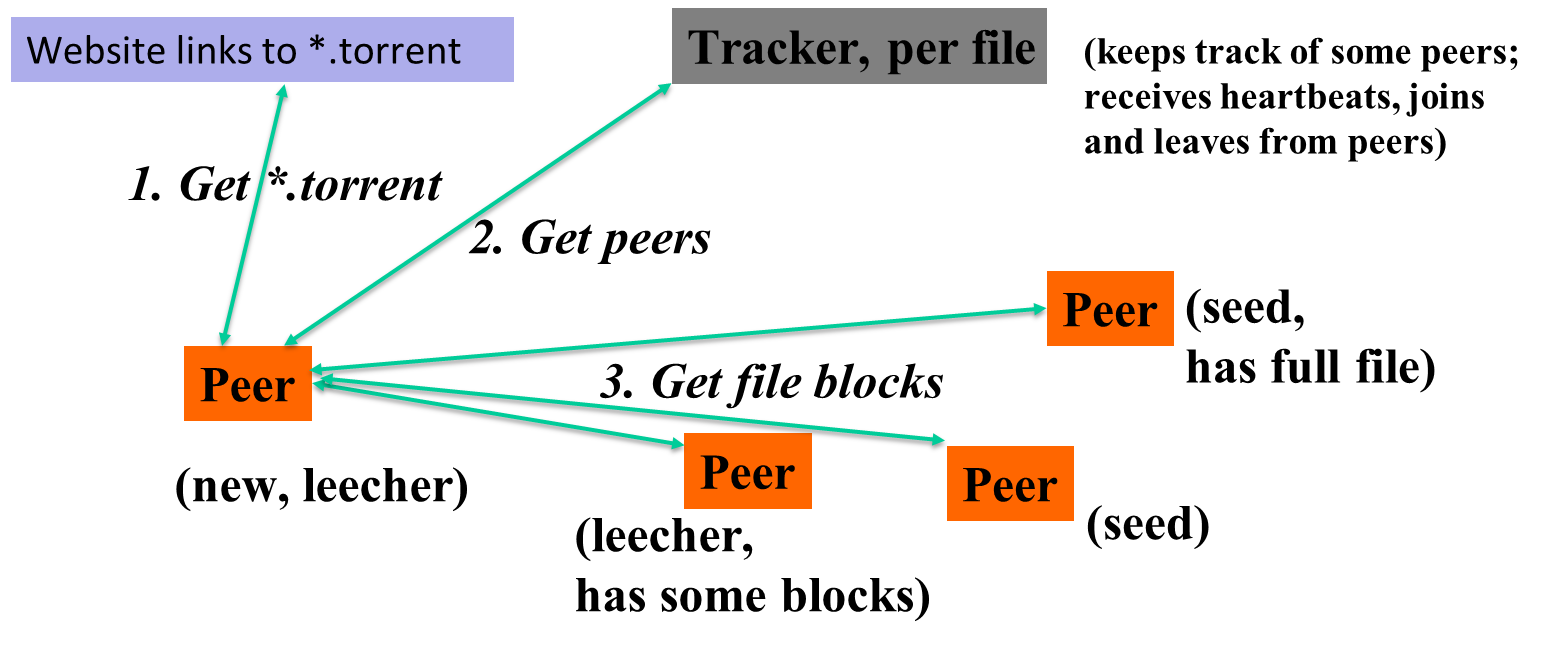 Website links to *.torrent
Tracker, per file
(keeps track of some peers;
receives heartbeats, joins
and leaves from peers)
1. Get *.torrent
2. Get peers
Peer
(seed,
has full file)
Peer
3. Get file blocks
(new, leecher)
Peer
(leecher,
has some blocks)
Peer
(seed)